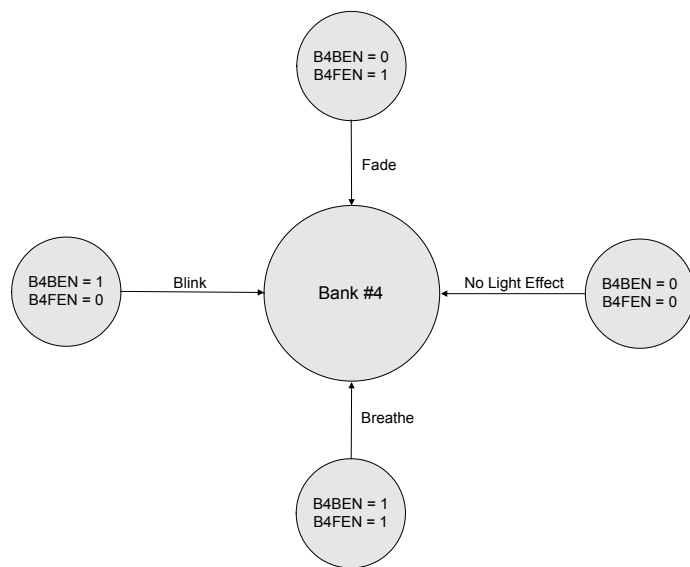 B4BEN = 0
B4FEN = 1
Fade
B4BEN = 1
B4FEN = 0
Blink
Bank #4
No Light Effect
B4BEN = 0
B4FEN = 0
Breathe
B4BEN = 1
B4FEN = 1